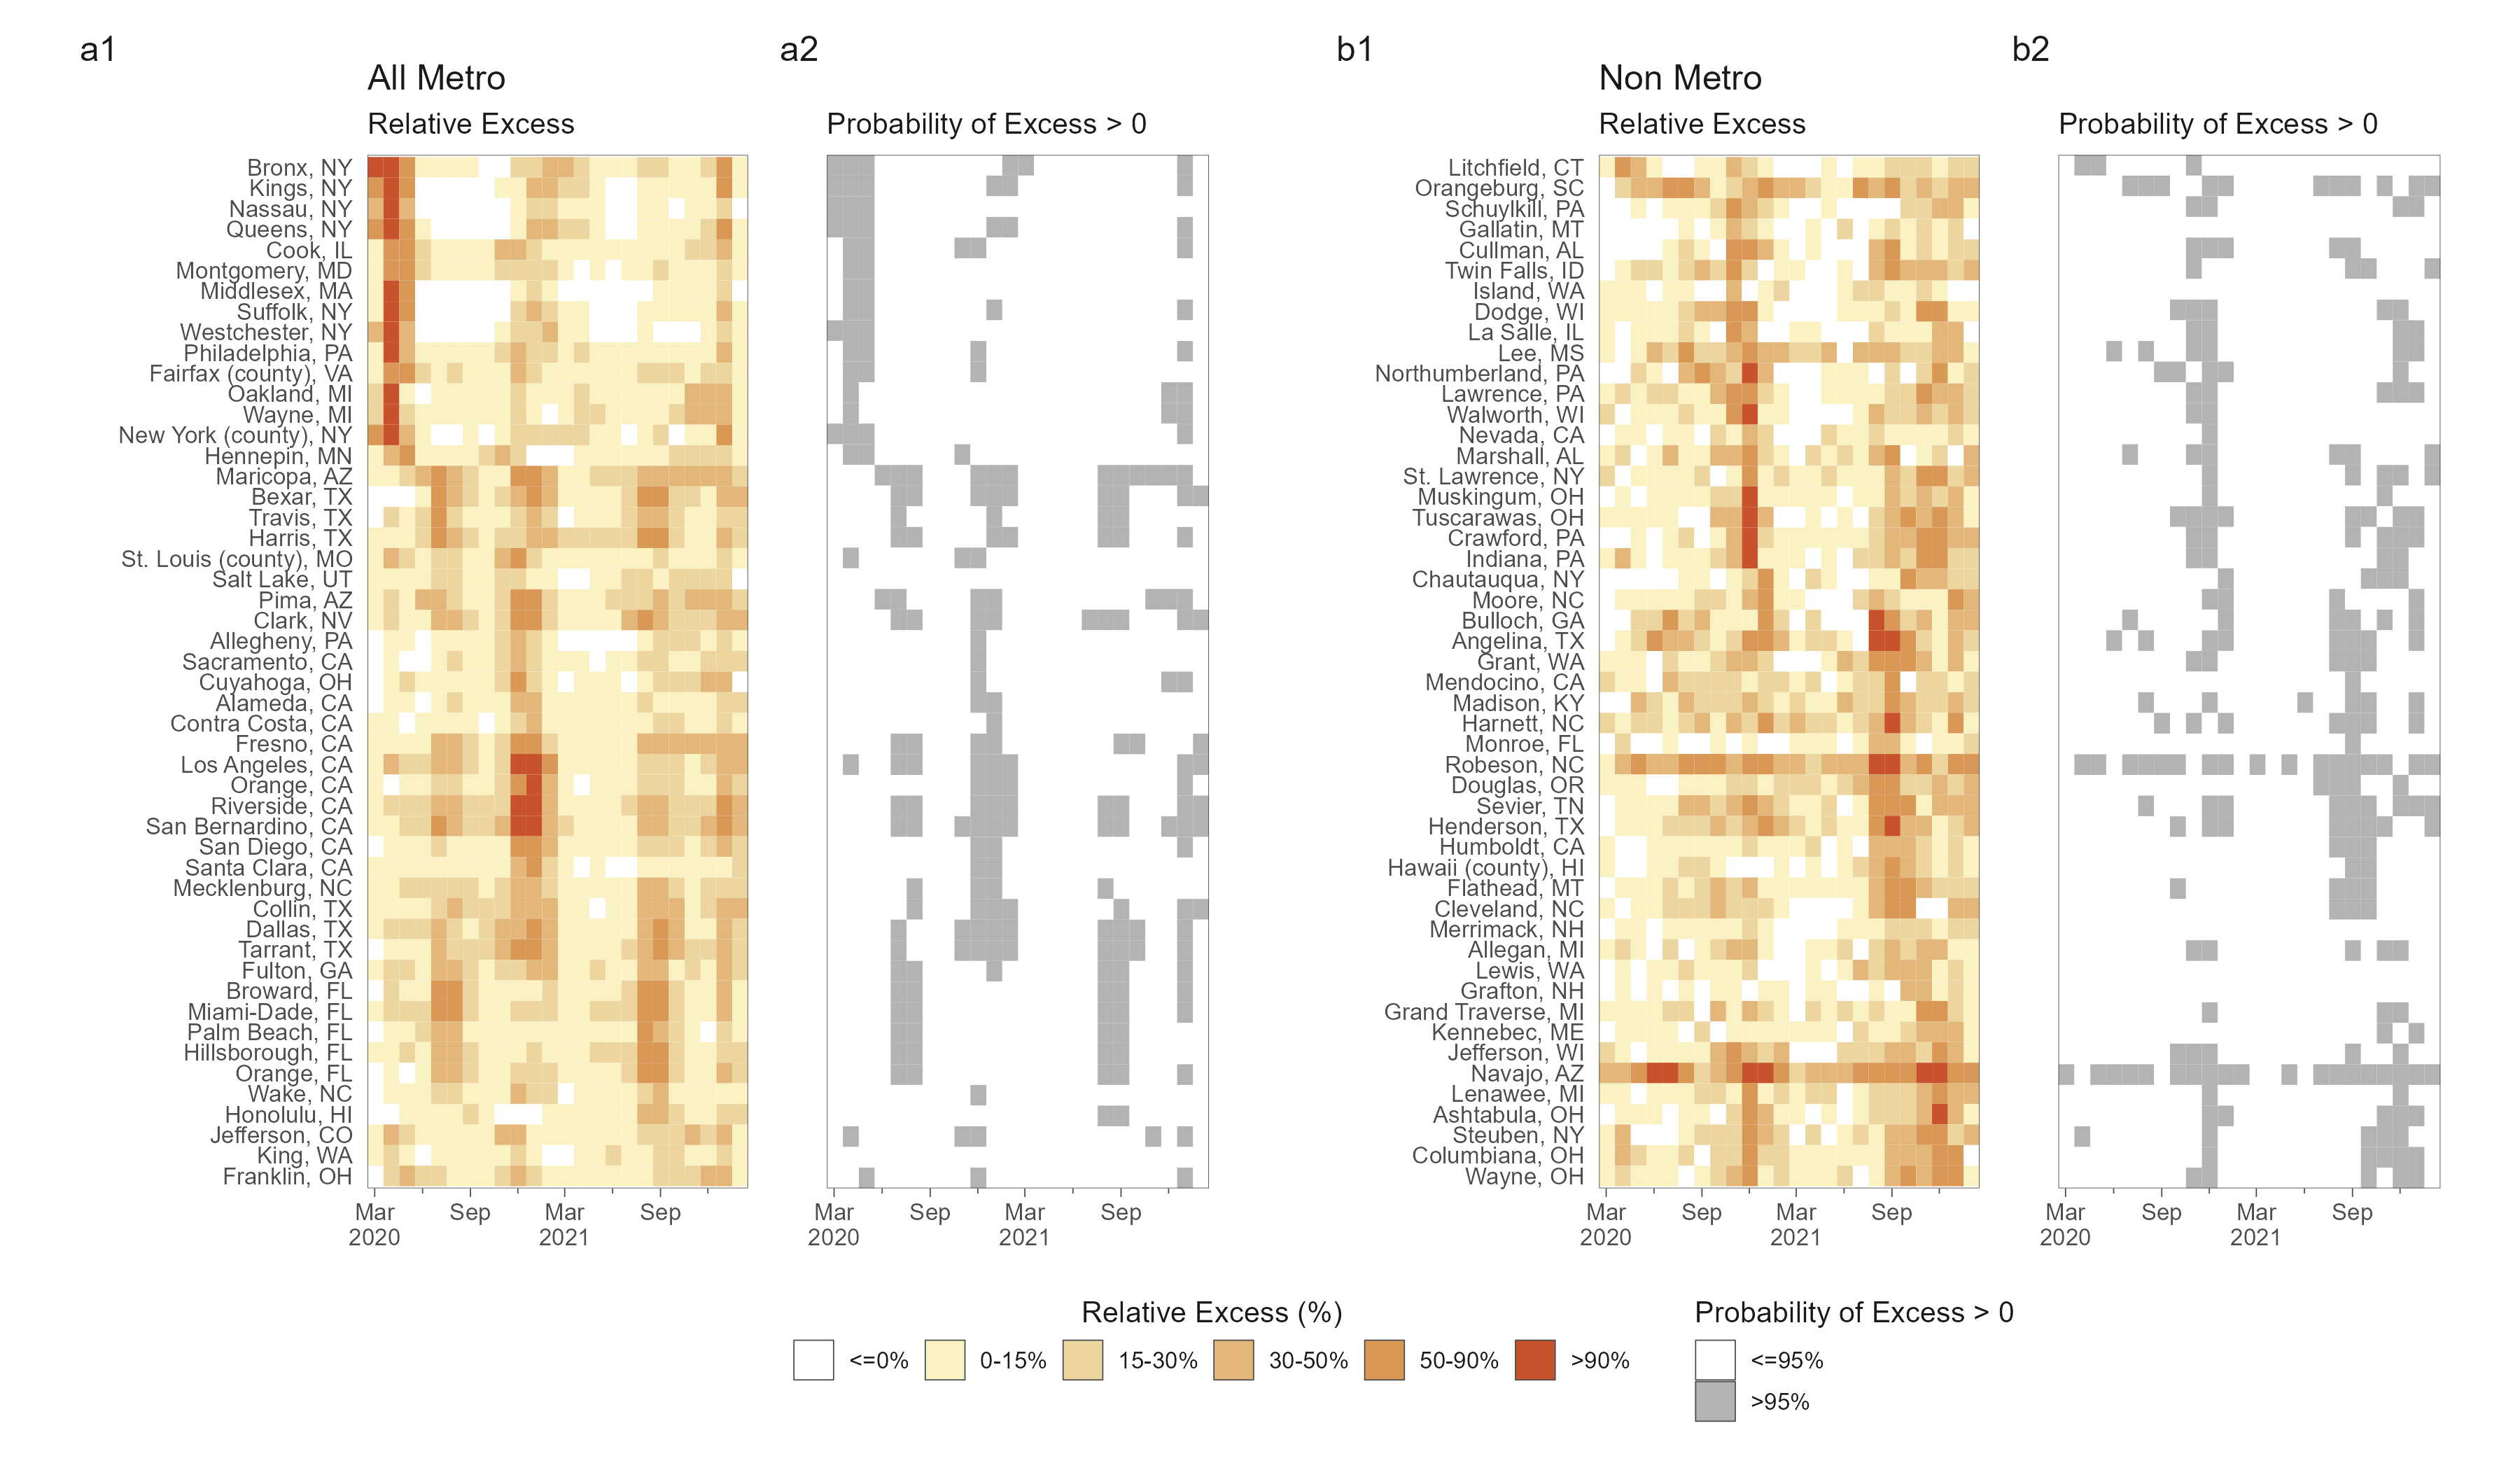 a1
a2
b1
b2
All Metro
Non Metro
Relative Excess
Probability of Excess > 0
Relative Excess
Probability of Excess > 0
Bronx, NY
Kings, NY
Nassau, NY
Queens, NY
Cook, IL
Montgomery, MD
Middlesex, MA
Suffolk, NY
Westchester, NY
Philadelphia, PA
Fairfax (county), VA
Oakland, MI
Wayne, MI
New York (county), NY
Hennepin, MN
Maricopa, AZ
Bexar, TX
Travis, TX
Harris, TX
St. Louis (county), MO
Salt Lake, UT
Pima, AZ
Clark, NV
Allegheny, PA
Sacramento, CA
Cuyahoga, OH
Alameda, CA
Contra Costa, CA
Fresno, CA
Los Angeles, CA
Orange, CA
Riverside, CA
San Bernardino, CA
San Diego, CA
Santa Clara, CA
Mecklenburg, NC
Collin, TX
Dallas, TX
Tarrant, TX
Fulton, GA
Broward, FL
Miami-Dade, FL
Palm Beach, FL
Hillsborough, FL
Orange, FL
Wake, NC
Honolulu, HI
Jefferson, CO
King, WA
Franklin, OH
Litchfield, CT
Orangeburg, SC
Schuylkill, PA
Gallatin, MT
Cullman, AL
Twin Falls, ID
Island, WA
Dodge, WI
La Salle, IL
Lee, MS
Northumberland, PA
Lawrence, PA
Walworth, WI
Nevada, CA
Marshall, AL
St. Lawrence, NY
Muskingum, OH
Tuscarawas, OH
Crawford, PA
Indiana, PA
Chautauqua, NY
Moore, NC
Bulloch, GA
Angelina, TX
Grant, WA
Mendocino, CA
Madison, KY
Harnett, NC
Monroe, FL
Robeson, NC
Douglas, OR
Sevier, TN
Henderson, TX
Humboldt, CA
Hawaii (county), HI
Flathead, MT
Cleveland, NC
Merrimack, NH
Allegan, MI
Lewis, WA
Grafton, NH
Grand Traverse, MI
Kennebec, ME
Jefferson, WI
Navajo, AZ
Lenawee, MI
Ashtabula, OH
Steuben, NY
Columbiana, OH
Wayne, OH
Mar Sep Mar Sep
2020 2021
Mar Sep Mar Sep
2020 2021
Mar Sep Mar Sep
2020 2021
Mar Sep Mar Sep
2020 2021
Relative Excess (%)
<=0% 0-15% 15-30% 30-50% 50-90% >90%
Probability of Excess > 0
<=95%
>95%